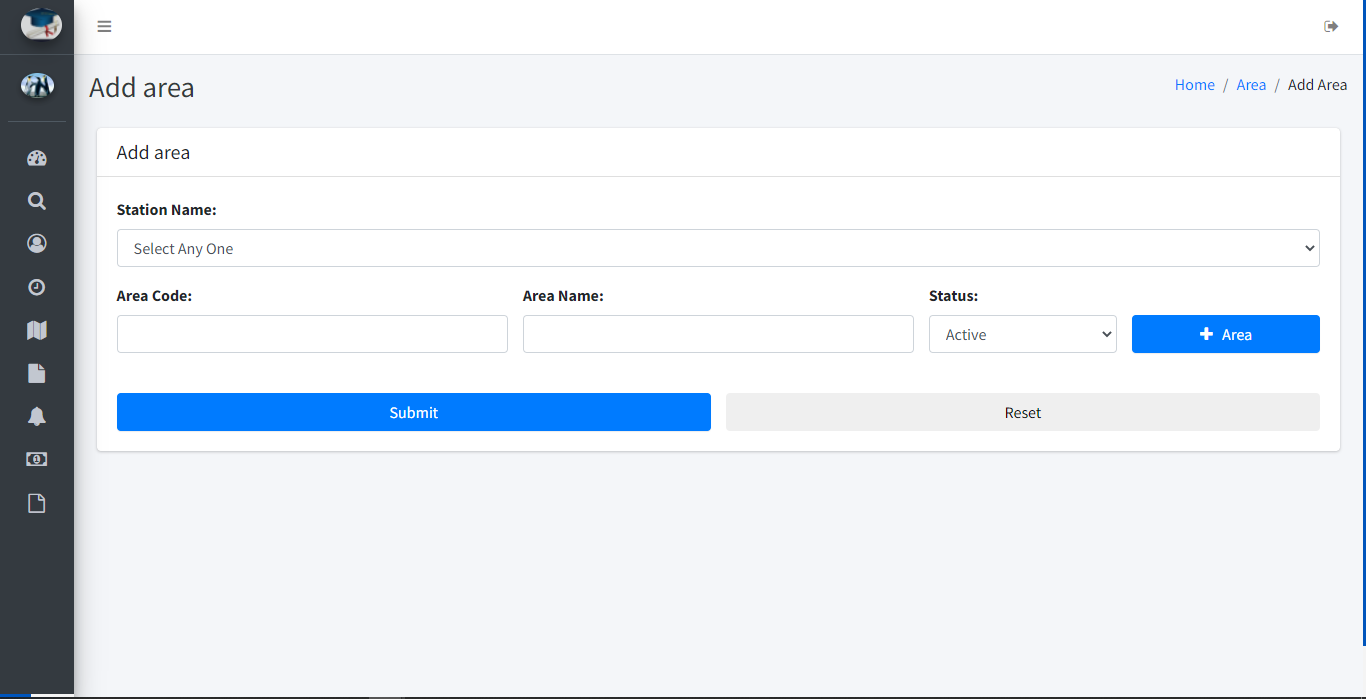 Add area
Home / Area / Add Area
Add area
Station Name:
Select Any One
Area Code:
Area Name:
Status:
Active
Area
Submit
Reset